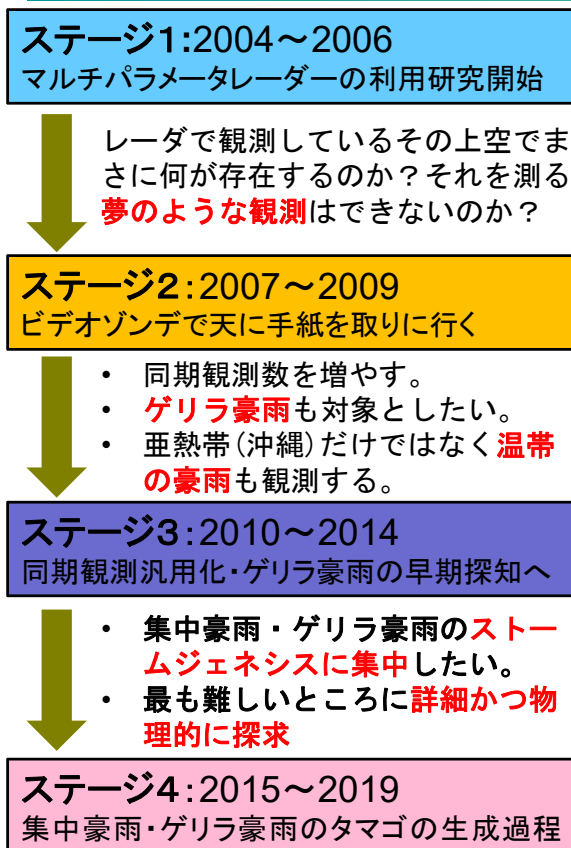 ステージ1:2004～2006
マルチパラメータレーダーの利用研究開始
レーダで観測しているその上空でま
さに何が存在するのか？それを測る
夢のような観測はできないのか？
ステージ2:2007～2009
ビデオゾンデで天に手紙を取りに行く
• 同期観測数を増やす。
• ゲリラ豪雨も対象としたい。
• 亜熱帯(沖縄)だけではなく温帯
の豪雨も観測する。
ステージ3:2010～2014
同期観測汎用化・ゲリラ豪雨の早期探知へ
• 集中豪雨・ゲリラ豪雨のストー
ムジェネシスに集中したい。
• 最も難しいところに詳細かつ物
理的に探求
ステージ4:2015～2019
集中豪雨・ゲリラ豪雨のタマゴの生成過程